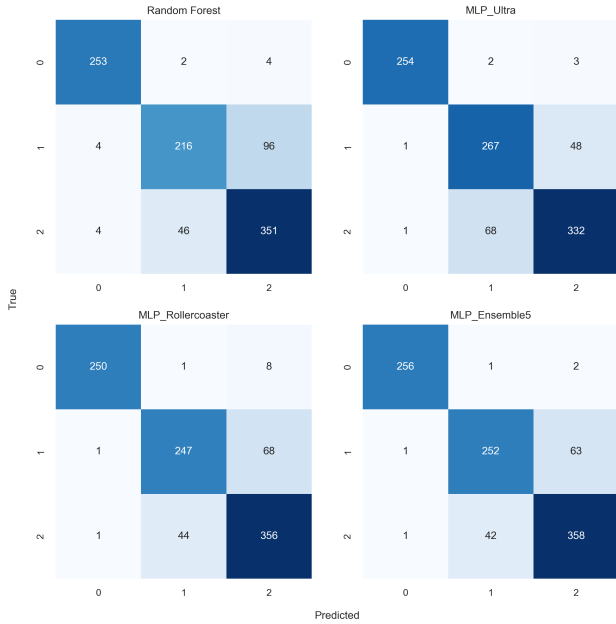 Random Forest
MLP_Ultra
0 253 2 4
254 2 3
1 4 216 96
1 267 48
2 4 46 351
1 68 332
0 1 2
0 1 2
True
MLP_Rollercoaster
MLP_Ensemble5
0 250 1 8
0 256 1 2
1 1 247 68
1 1 252 63
2 1 44 356
2 1 42 358
0 1 2
0 1 2
Predicted